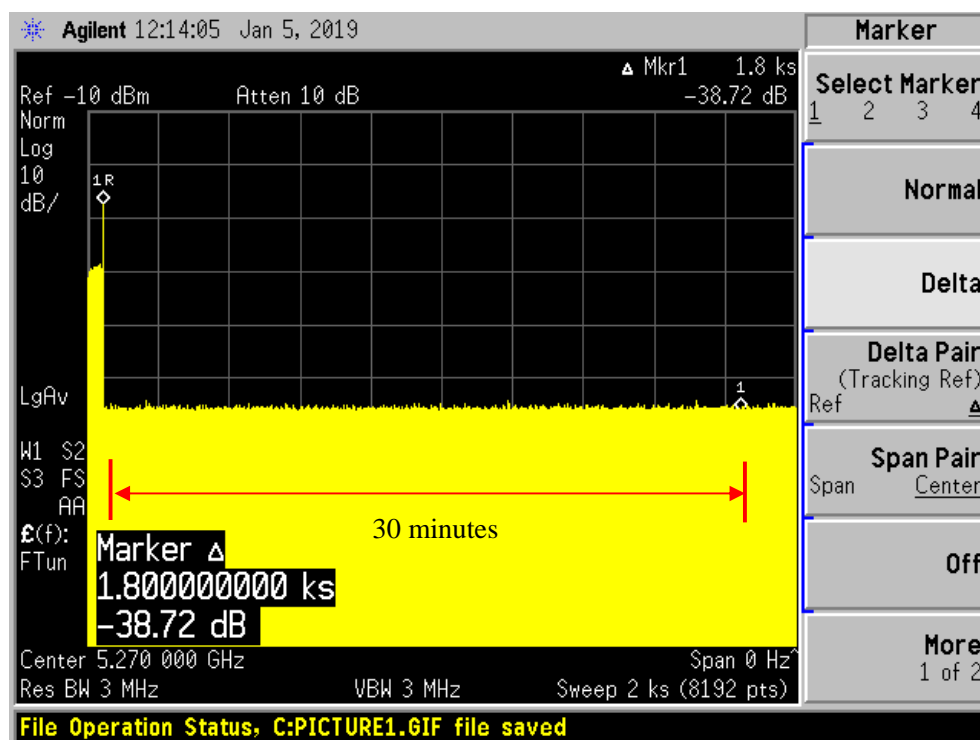 Agilent 12:14:05 Jan 5, 2019
Marker
Δ Mkr1 1.8 ks
Ref -10 dBm Atten 10 dB -38.72 dB
Norm
Log
10
dB/
1R
1
LgAv
W1 S2
S3 FS
AA
£(f):
FTun
30 minutes
Marker Δ
1.800000000 ks
-38.72 dB
Center 5.270 000 GHz Span 0 Hz^
Res BW 3 MHz VBW 3 MHz Sweep 2 ks (8192 pts)
Select Marker
1 2 3 4
Normal
Delta
Delta Pair
(Tracking Ref)
Ref Δ
Span Pair
Span Center
Off
More
1 of 2
File Operation Status, C:PICTURE1.GIF file saved